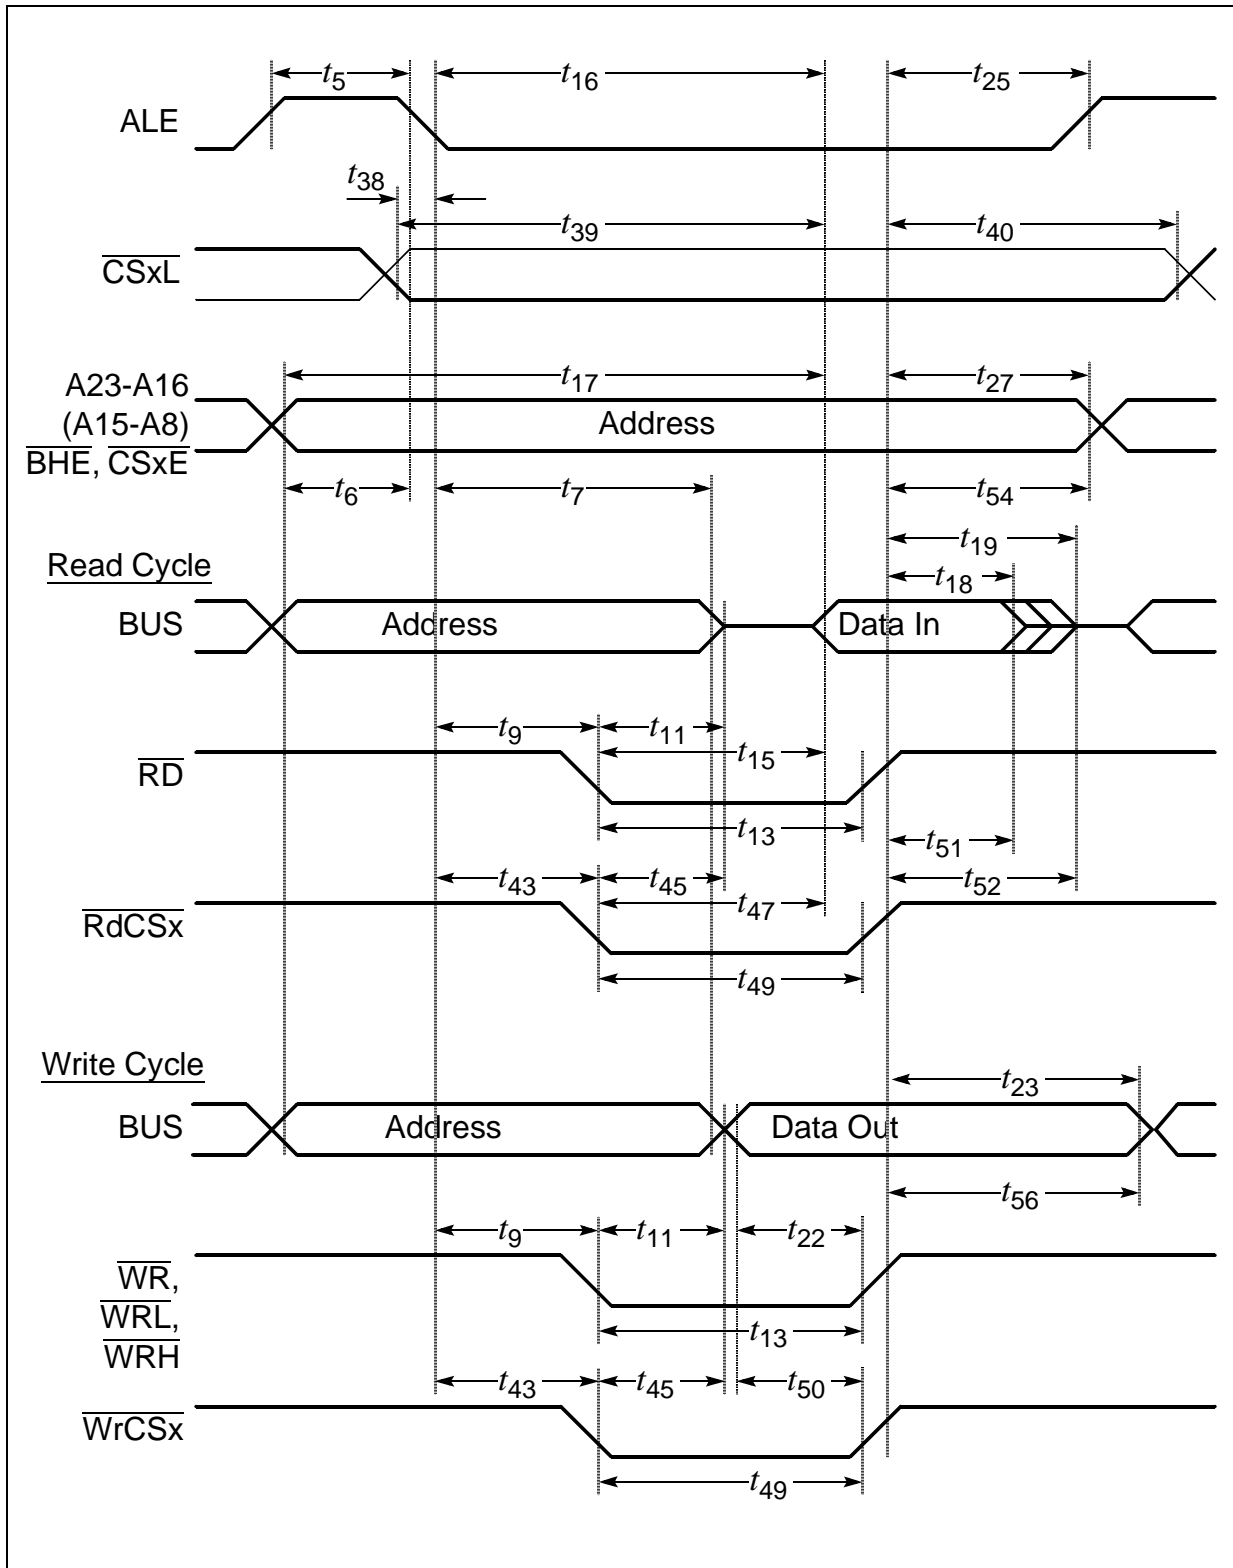 t5 t16 t25
ALE
t38
t39 t40
CSxL
t17 t27
A23-A16
(A15-A8)
BHE, CSxE
Address
t6 t7 t54
t19
Read Cycle
t18
BUS Address Data In
t9 t11
t15
RD
t13
t51
t43 t45 t52
t47
RdCSx
t49
Write Cycle
t23
BUS Address Data Out
t56
t9 t11 t22
WR,
WRL,
WRH
t13
t43 t45 t50
WrCSx
t49